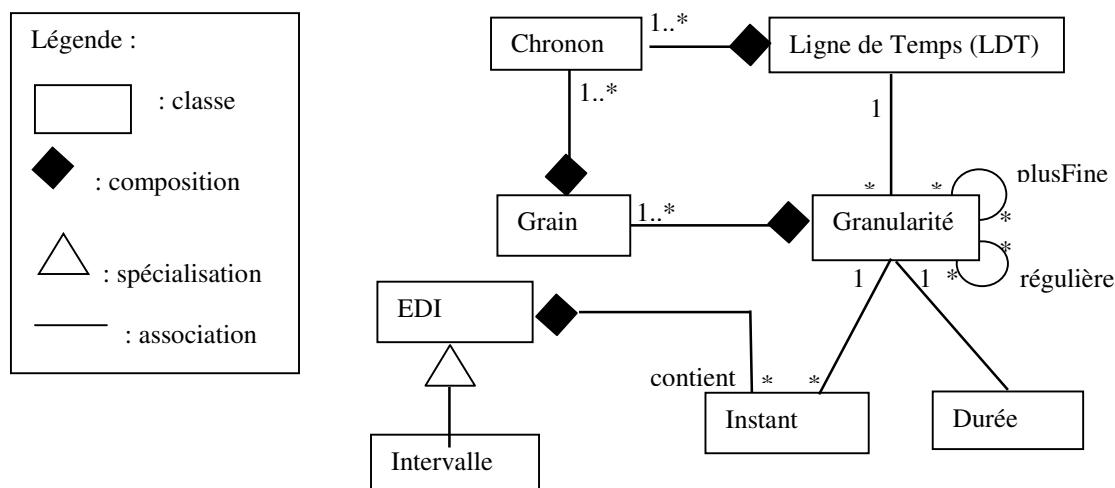 Légende :
: classe
: composition
: spécialisation
: association
Chronon
1..*
Ligne de Temps (LDT)
1..*
1
*
*
plusFine
*
Grain
1..*
Granularité
*
*
régulière
1
1
EDI
contient
*
*
Instant
Durée
Intervalle